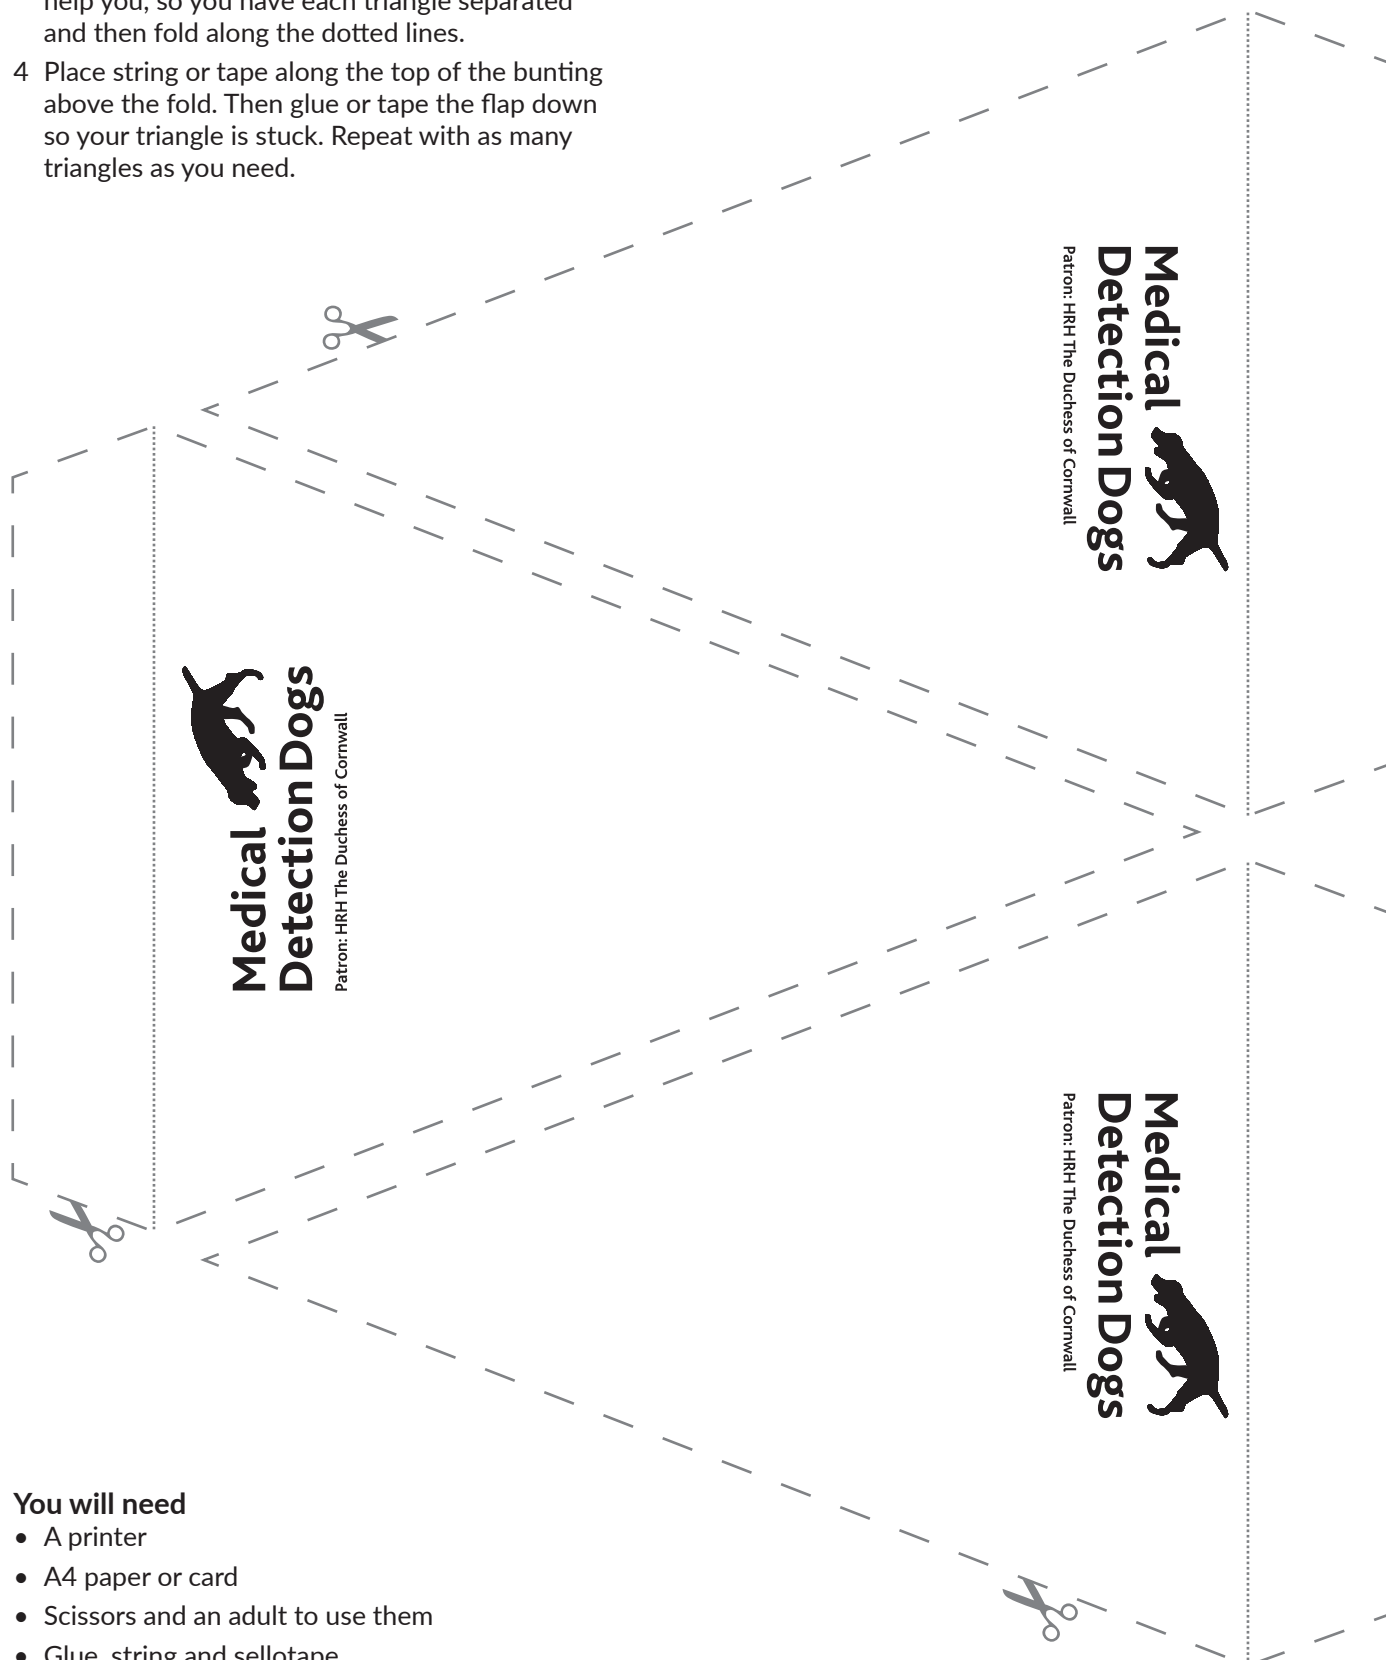 help you, so you have each triangle separated
and then fold along the dotted lines.
4 Place string or tape along the top of the bunting
above the fold. Then glue or tape the flap down
so your triangle is stuck. Repeat with as many
triangles as you need.
Medical
Detection Dogs
Patron: HRH The Duchess of Cornwall
Medical
Detection Dogs
Patron: HRH The Duchess of Cornwall
Medical
Detection Dogs
Patron: HRH The Duchess of Cornwall
You will need
• A printer
• A4 paper or card
• Scissors and an adult to use them
• Glue, string and sellotape